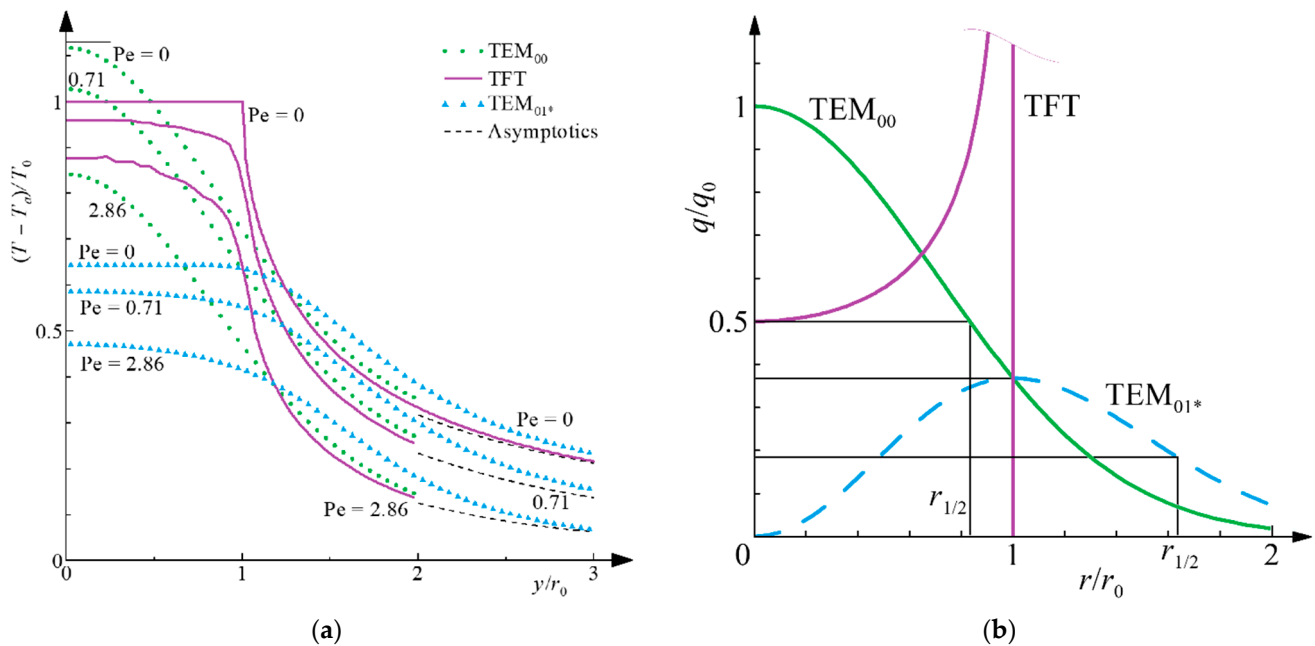 Pe = 0
0.71
1
Pe = 0
2.86
Pe = 0
Pe = 0.71
0.5
Pe = 2.86
Pe = 0
0.71
Pe = 2.86
0
0
1
2
3
y/r₀
(T − Tₐ)/T₀
TEM₀₀
TFT
TEM₀₁*
Asymptotics
(a)
q/q₀
1
TEM₀₀
TFT
0.5
TEM₀₁*
r₁/₂
r₁/₂
0
1
2
r/r₀
(b)